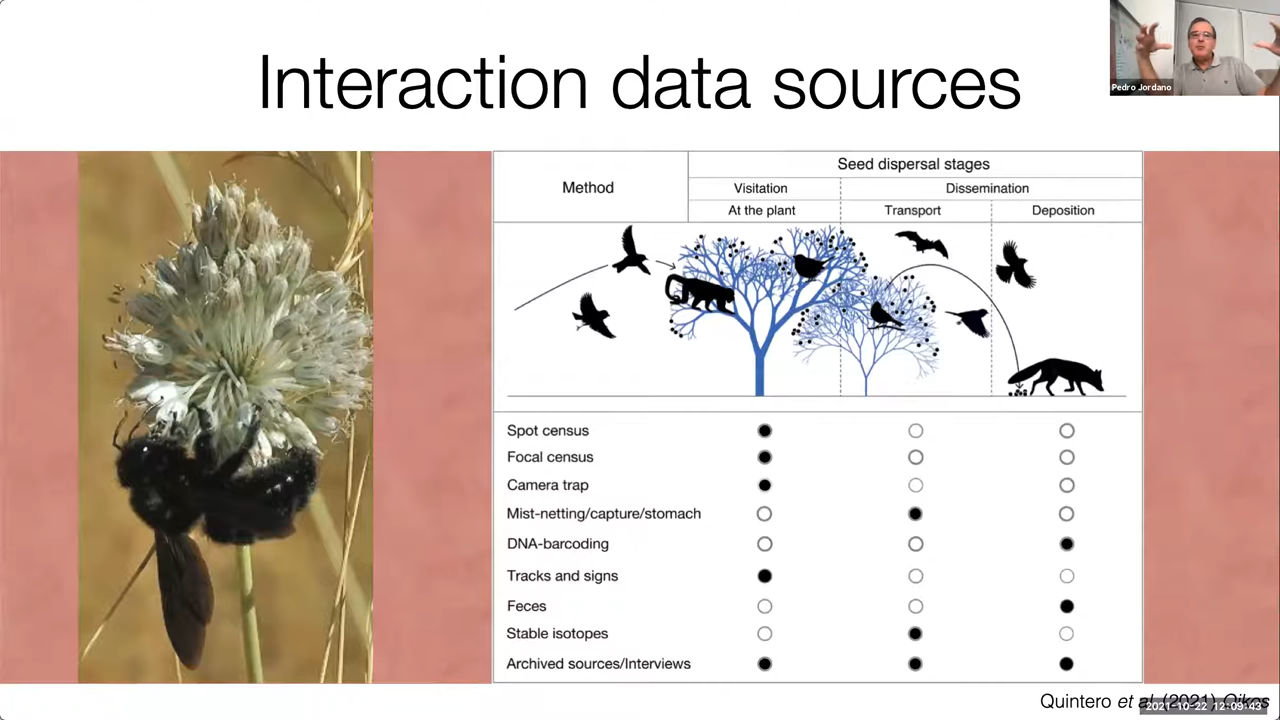 Interaction data sources
Pedro Jordano
Method
Seed dispersal stages
Visitation
Dissemination
At the plant
Transport
Deposition
Spot census
Focal census
Camera trap
Mist-netting/capture/stomach
DNA-barcoding
Tracks and signs
Feces
Stable isotopes
Archived sources/Interviews
Quintero et al (2021) Oikos
2021-10-22 12:09:43